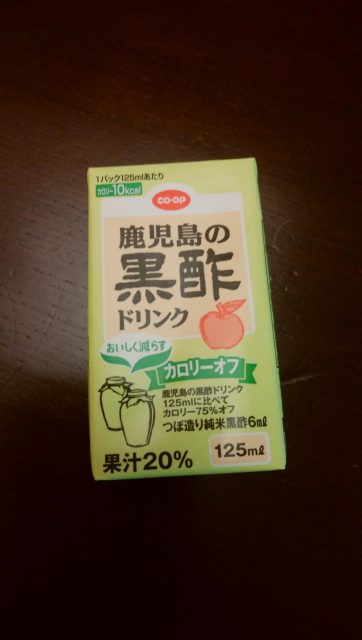 1パック125mlあたり
カロリー10kcal
CO・OP
鹿児島の
黒酢
ドリンク
おいしく減らす
カロリーオフ
鹿児島の黒酢ドリンク
125mlに比べて
カロリー75%オフ
つぼ造り純米黒酢6ml
果汁20%
125ml